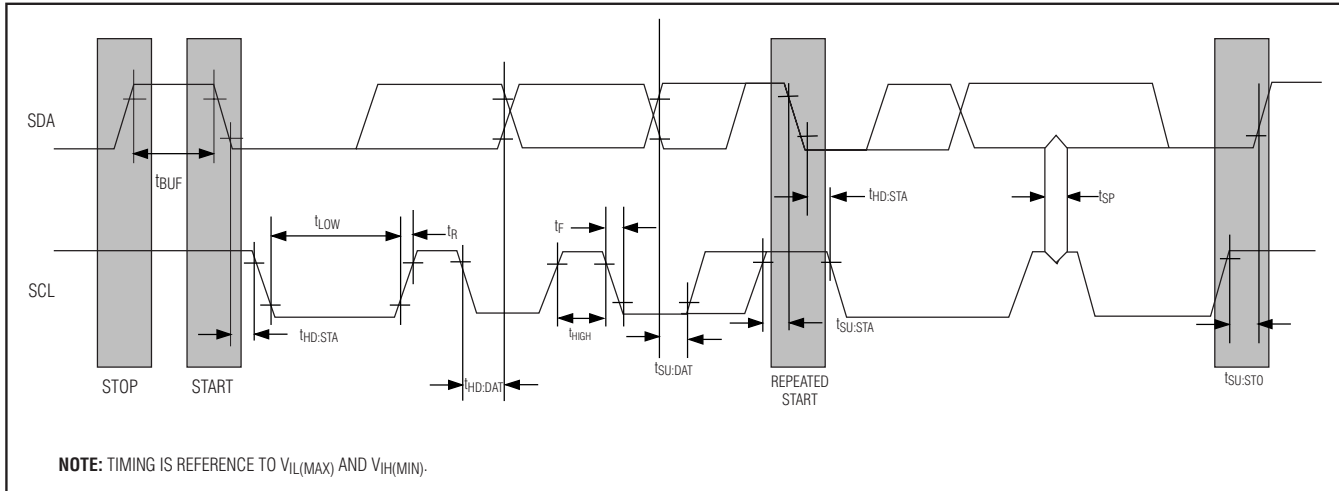 SDA
tBUF
tHD:STA
tSP
tLOW
tR
tF
SCL
tHD:STA
tHIGH
tSU:STA
tSU:DAT
tHD:DAT
tSU:STO
STOP
START
REPEATED
START
NOTE: TIMING IS REFERENCE TO VIL(MAX) AND VIH(MIN).